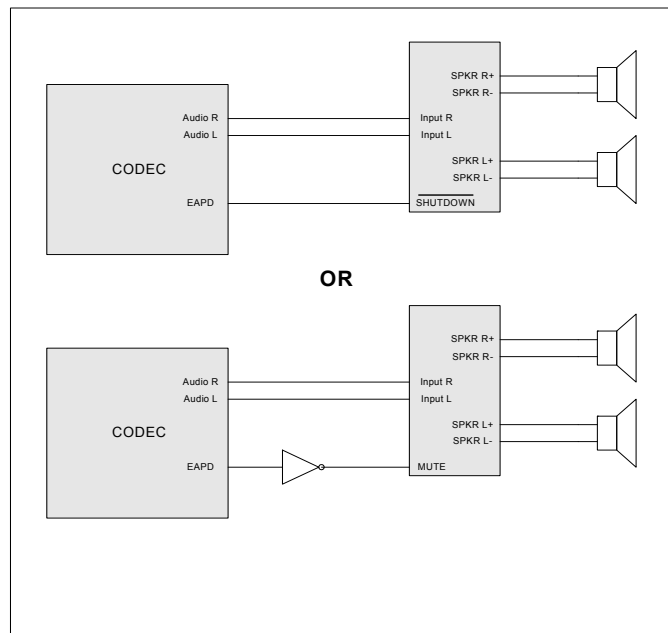 SPKR R+
SPKR R-
Audio R
Input R
Audio L
Input L
CODEC
SPKR L+
SPKR L-
EAPD
SHUTDOWN
OR
SPKR R+
SPKR R-
Audio R
Input R
Audio L
Input L
CODEC
SPKR L+
SPKR L-
EAPD
MUTE